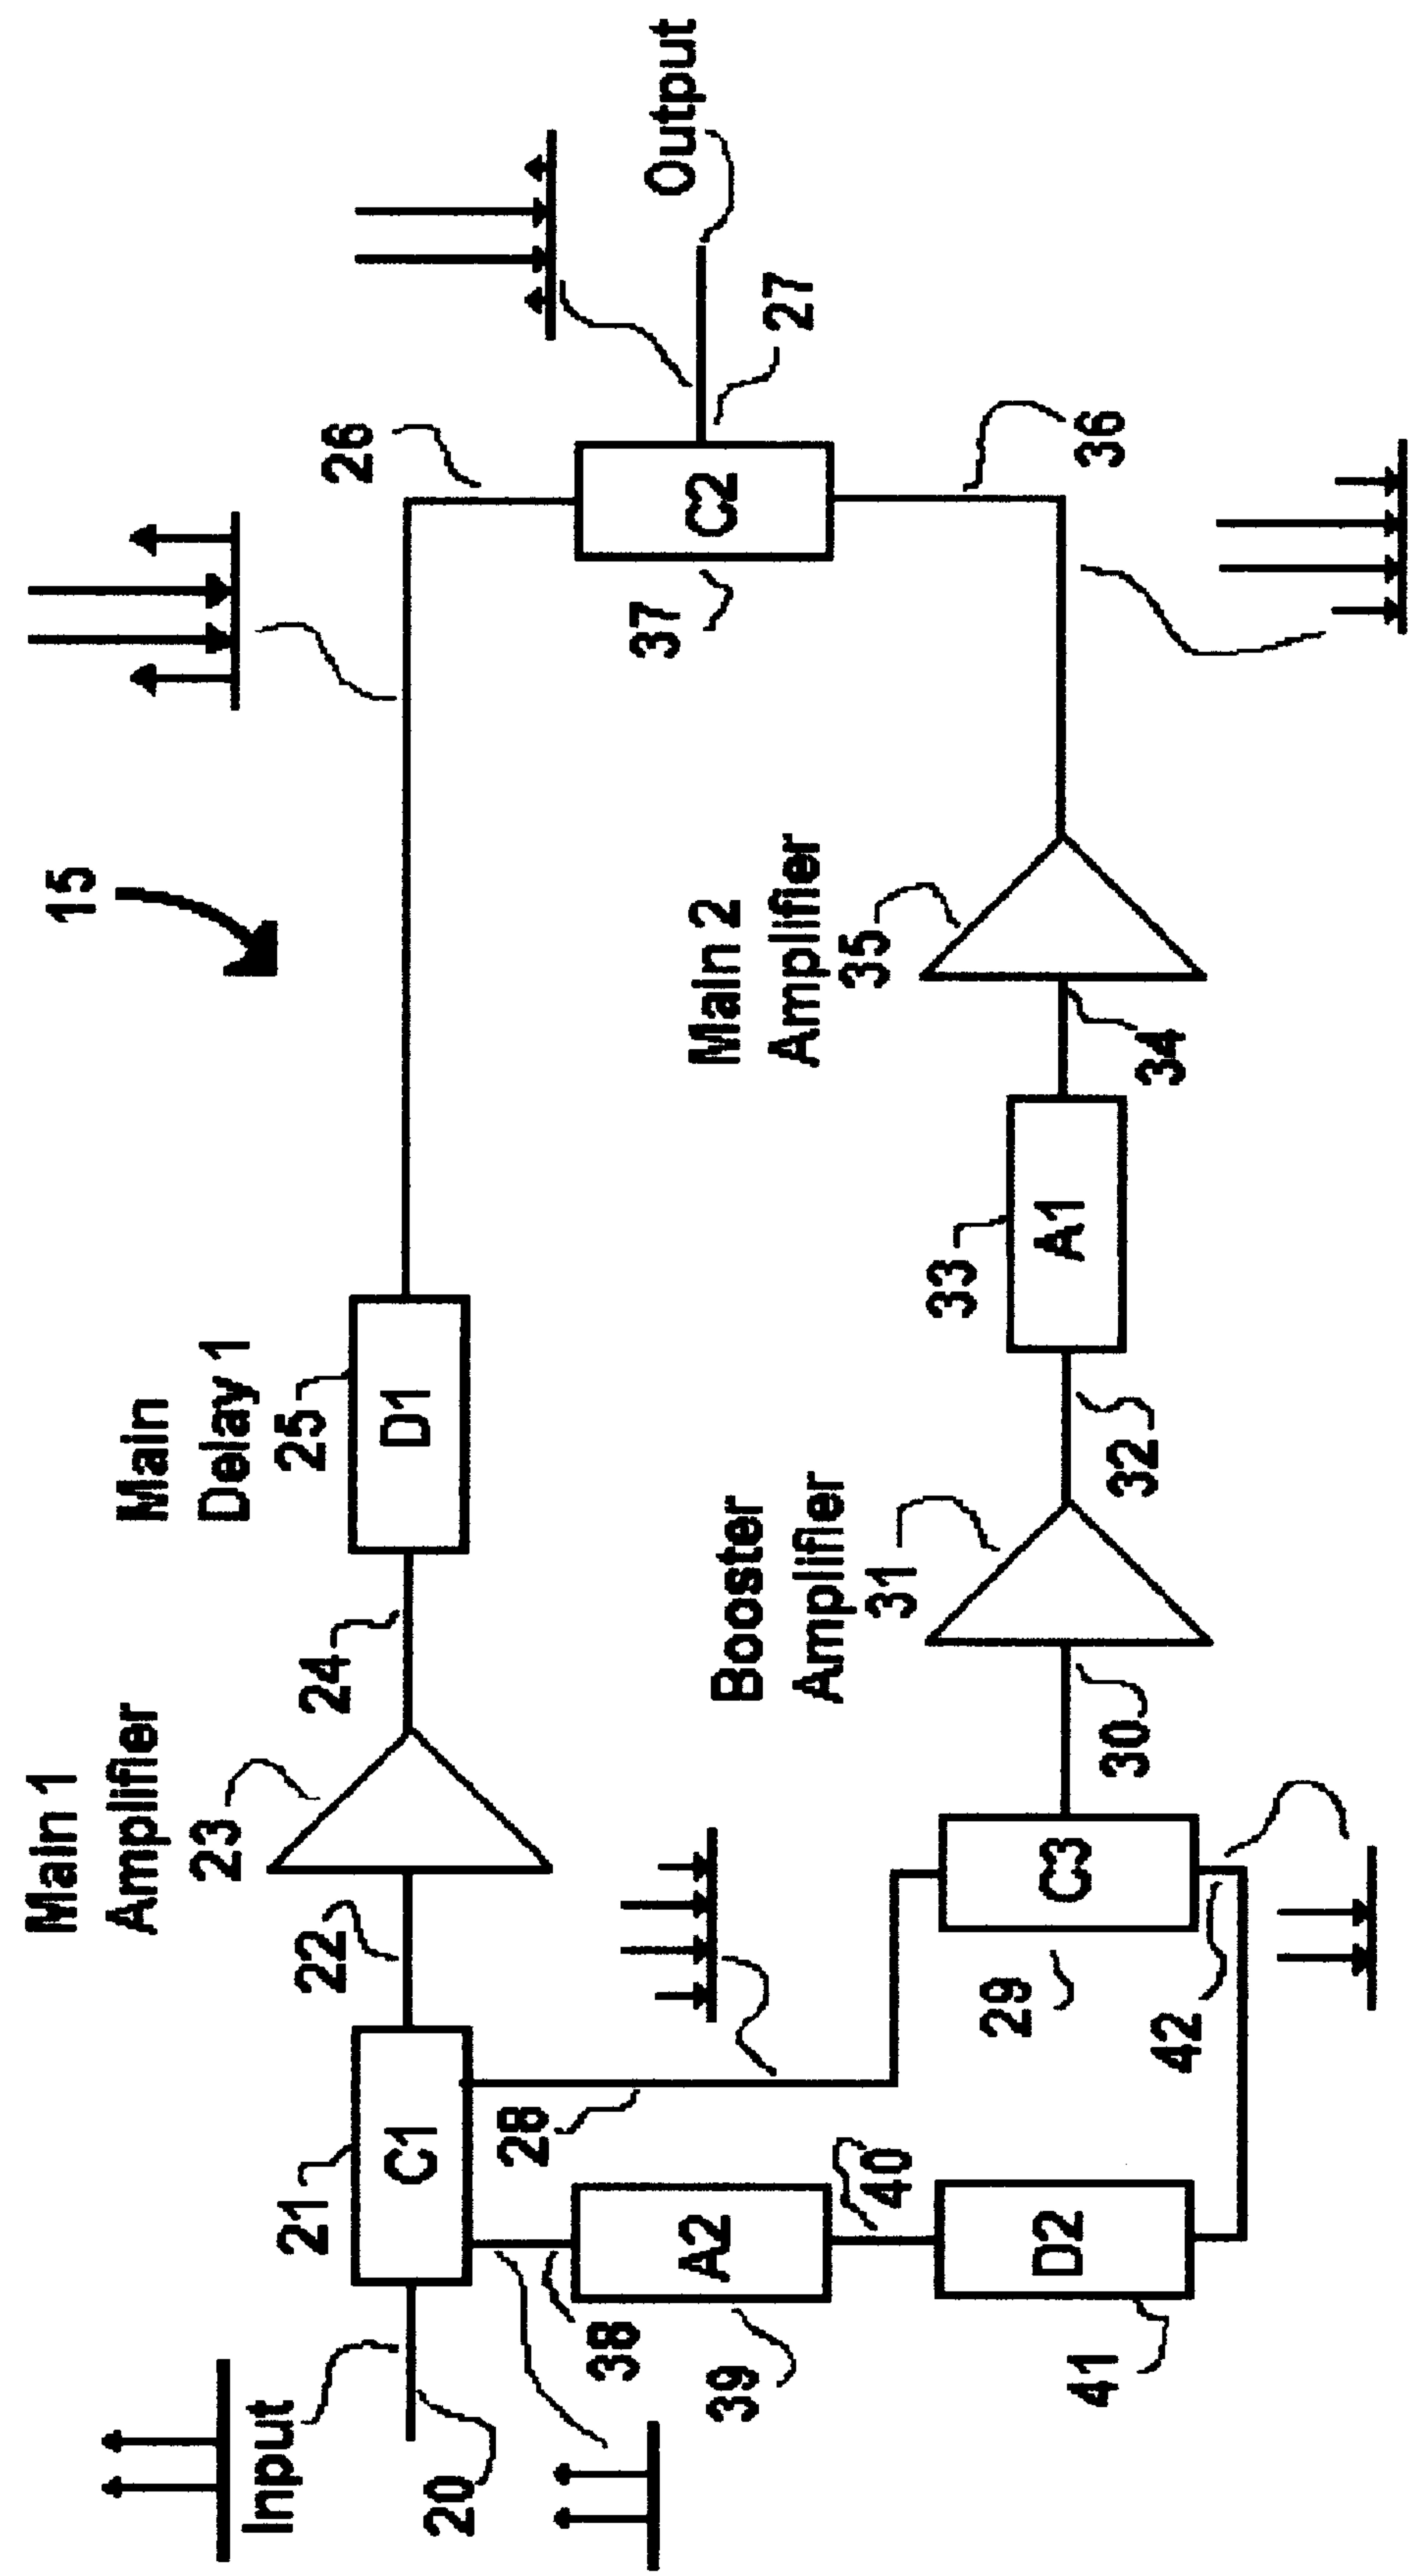 15
Main 1
Amplifier
23
Main
Delay 1
25
26
Input
20
21
C1
22
24
D1
Output
27
C2
37
36
28
38
A2
39
40
D2
41
42
C3
29
30
Booster
Amplifier
31
32
33
A1
34
Main 2
Amplifier
35